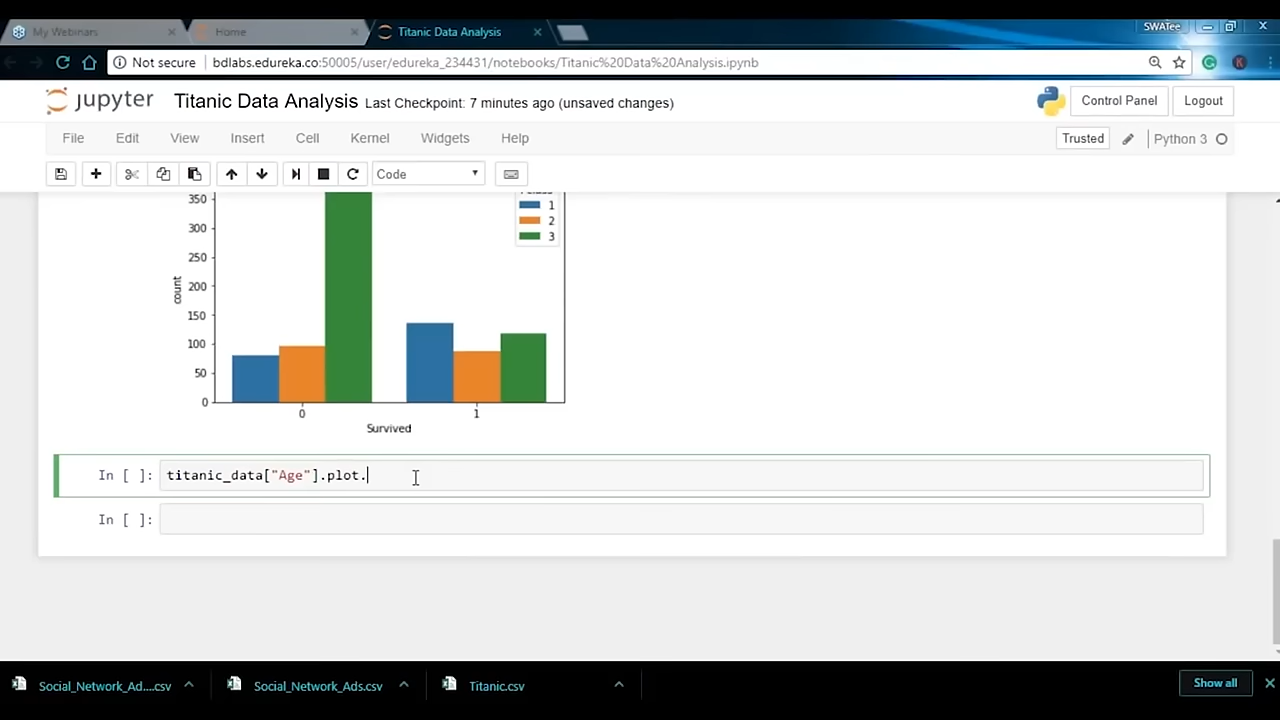 My Webinars
Home
Titanic Data Analysis
SWATee
Not secure
bdlabs.edureka.co:50005/user/edureka_234431/notebooks/Titanic%20Data%20Analysis.ipynb
jupyter
Titanic Data Analysis
Last Checkpoint: 7 minutes ago (unsaved changes)
Control Panel
Logout
File Edit View Insert Cell Kernel Widgets Help
Trusted
Python 3
Code
350
300
250
200
150
100
50
0
count
1
2
3
0 1
Survived
In [ ]: titanic_data["Age"].plot.
In [ ]:
Social_Network_Ad....csv
Social_Network_Ads.csv
Titanic.csv
Show all